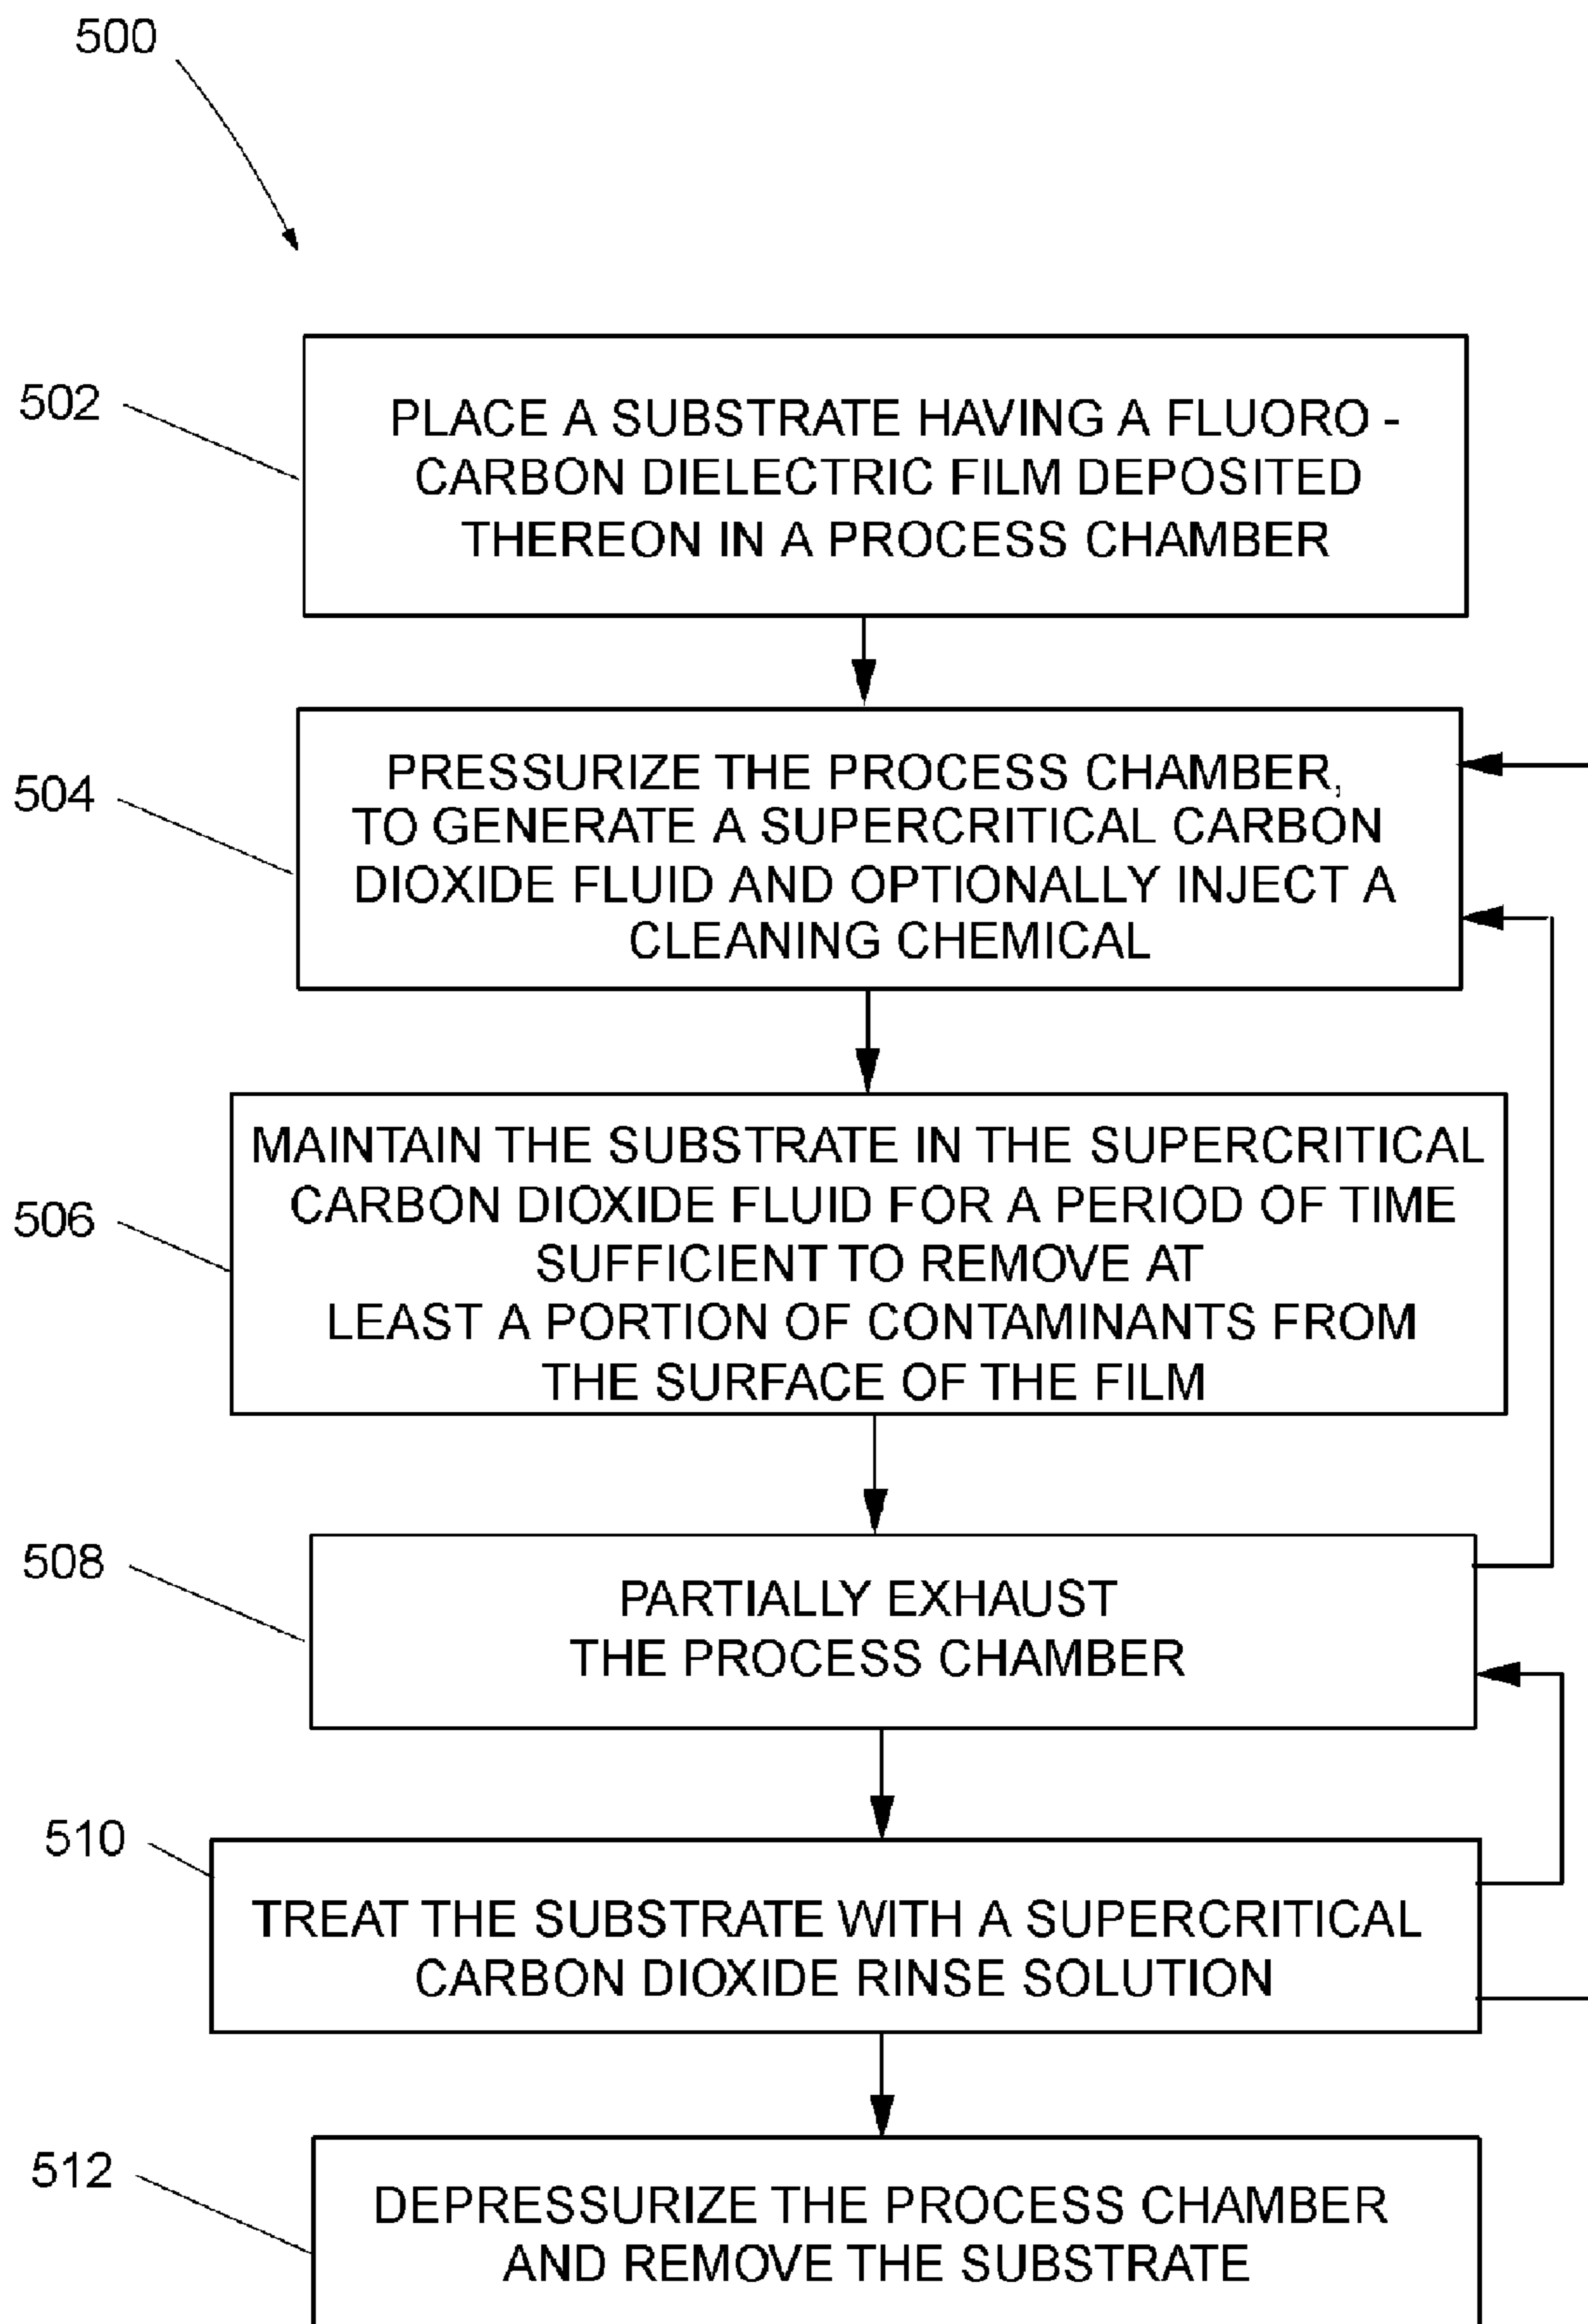 500
502
PLACE A SUBSTRATE HAVING A FLUORO -
CARBON DIELECTRIC FILM DEPOSITED
THEREON IN A PROCESS CHAMBER
504
PRESSURIZE THE PROCESS CHAMBER,
TO GENERATE A SUPERCRITICAL CARBON
DIOXIDE FLUID AND OPTIONALLY INJECT A
CLEANING CHEMICAL
506
MAINTAIN THE SUBSTRATE IN THE SUPERCRITICAL
CARBON DIOXIDE FLUID FOR A PERIOD OF TIME
SUFFICIENT TO REMOVE AT
LEAST A PORTION OF CONTAMINANTS FROM
THE SURFACE OF THE FILM
508
PARTIALLY EXHAUST
THE PROCESS CHAMBER
510
TREAT THE SUBSTRATE WITH A SUPERCRITICAL
CARBON DIOXIDE RINSE SOLUTION
512
DEPRESSURIZE THE PROCESS CHAMBER
AND REMOVE THE SUBSTRATE